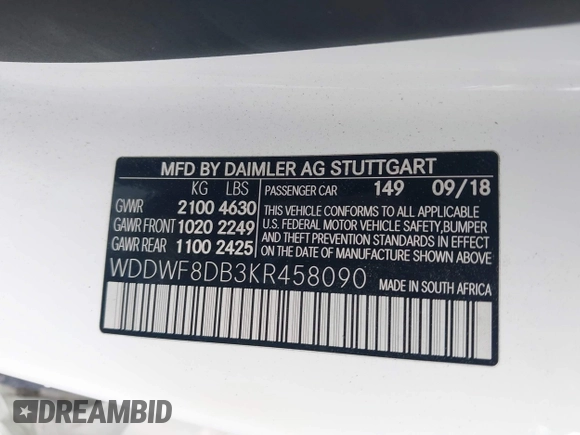 MFD BY DAIMLER AG STUTTGART
KG LBS
GVWR 2100 4630
GAWR FRONT 1020 2249
GAWR REAR 1100 2425
PASSENGER CAR 149 09/18
THIS VEHICLE CONFORMS TO ALL APPLICABLE
U.S. FEDERAL MOTOR VEHICLE SAFETY,BUMPER
AND THEFT PREVENTION STANDARDS IN EFFECT
ON THE DATE OF MANUFACTURE SHOWN ABOVE.
WDDWF8DB3KR458090 MADE IN SOUTH AFRICA
DREAMBID